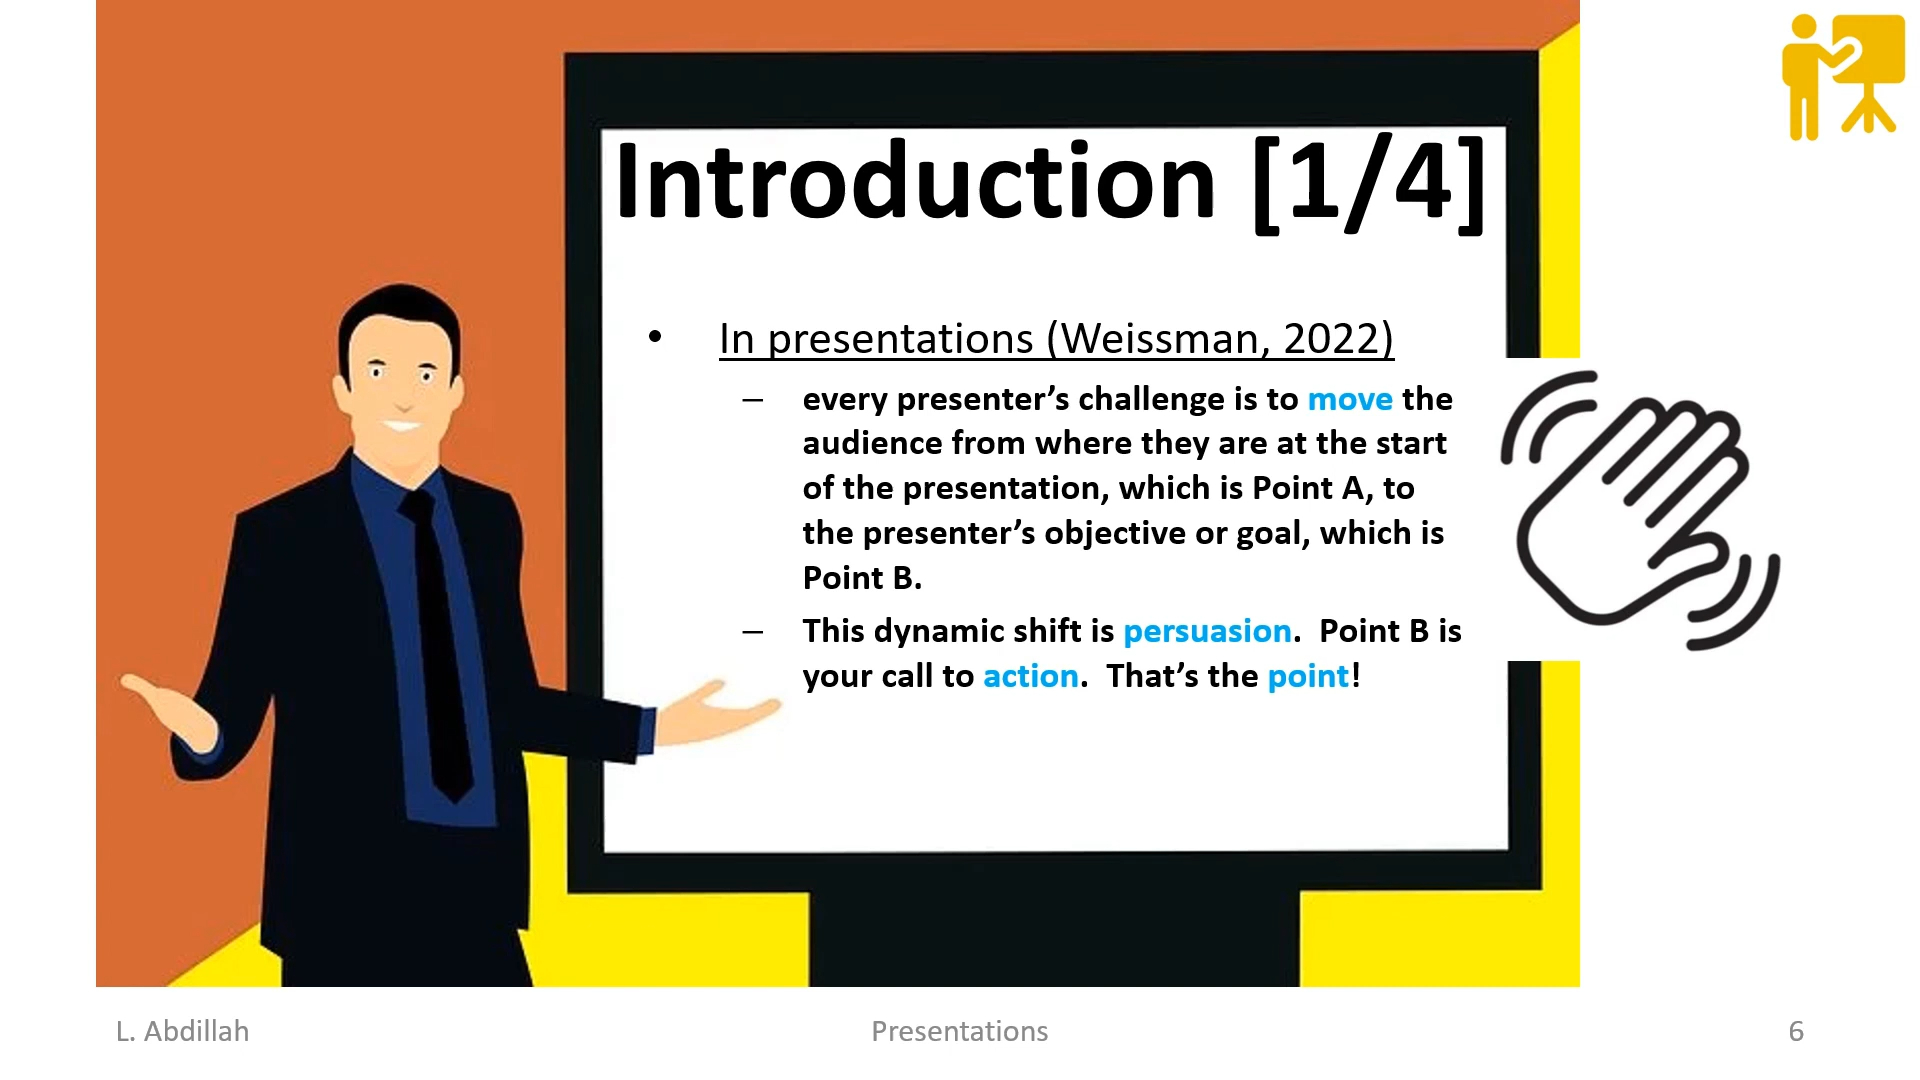 Introduction [1/4]
• In presentations (Weissman, 2022)
– every presenter’s challenge is to move the
audience from where they are at the start
of the presentation, which is Point A, to
the presenter’s objective or goal, which is
Point B.
– This dynamic shift is persuasion.  Point B is
your call to action.  That’s the point!
L. Abdillah
Presentations
6